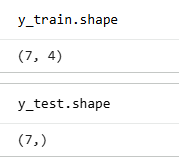 y_train.shape
(7, 4)
y_test.shape
(7,)